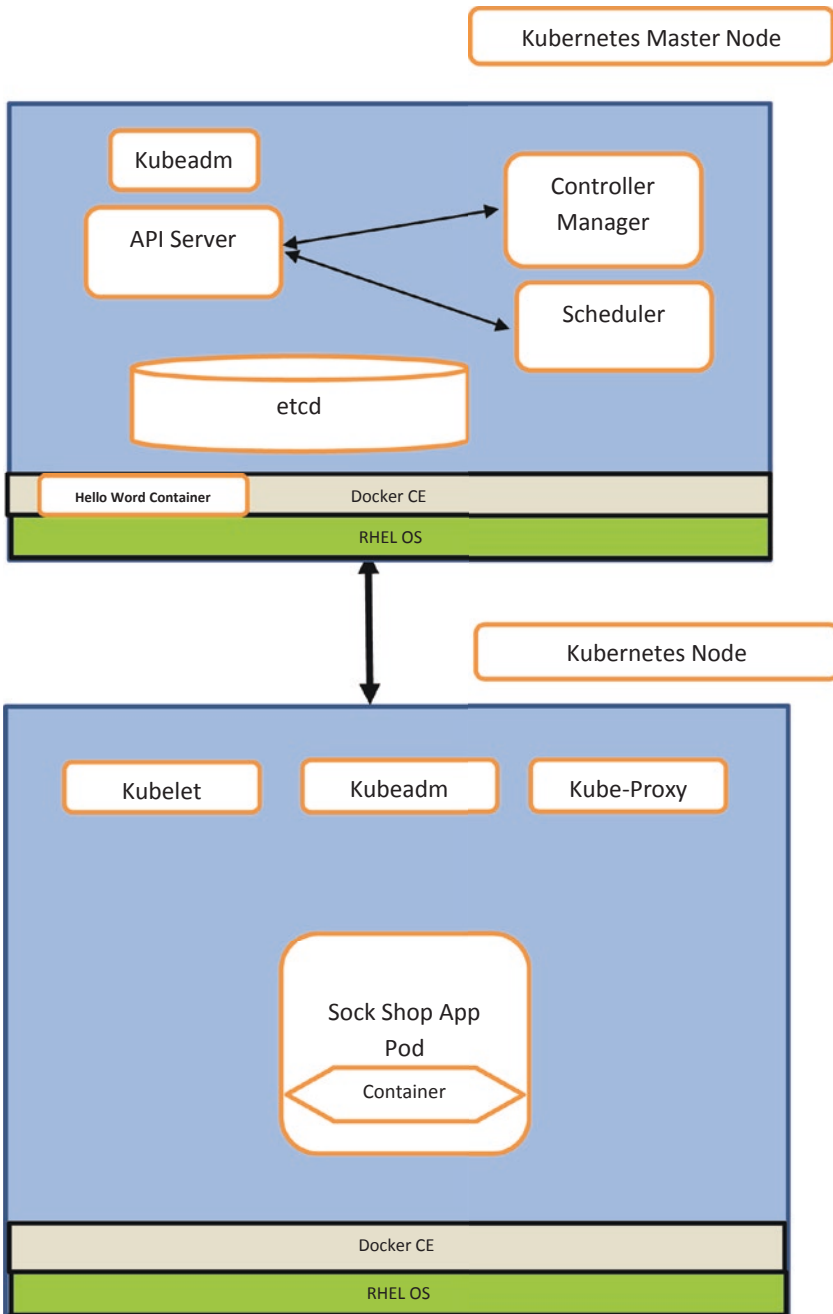 Kubernetes Master Node
Kubeadm
API Server
Controller
Manager
Scheduler
etcd
Hello Word Container
Docker CE
RHEL OS
Kubernetes Node
Kubelet
Kubeadm
Kube-Proxy
Sock Shop App
Pod
Container
Docker CE
RHEL OS